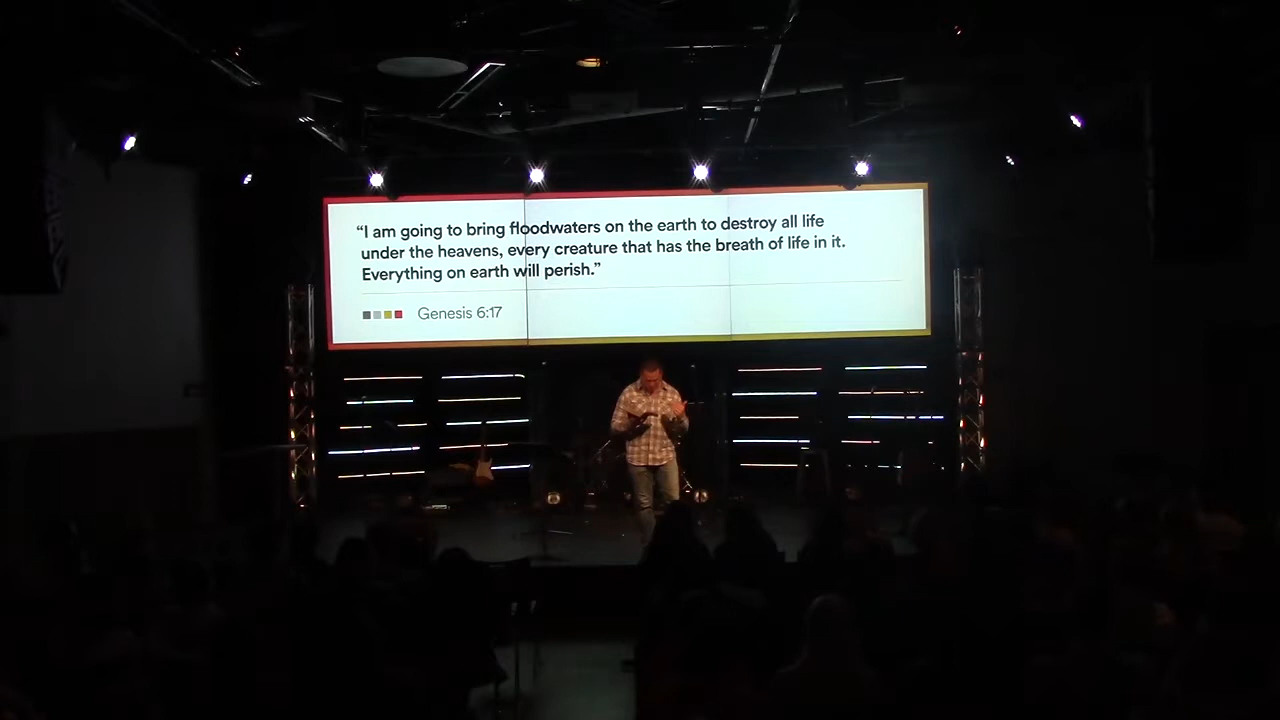 “I am going to bring floodwaters on the earth to destroy all life
under the heavens, every creature that has the breath of life in it.
Everything on earth will perish.”
Genesis 6:17